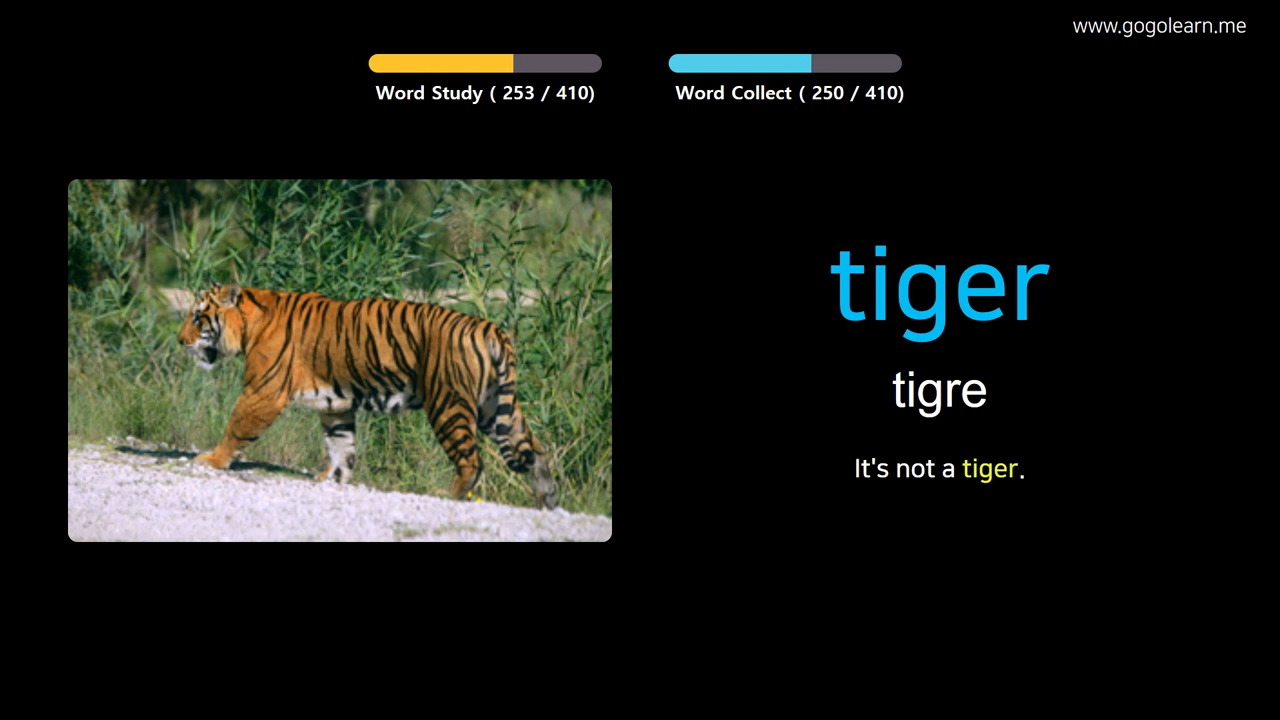 www.gogolearn.me
Word Study ( 253 / 410)
Word Collect ( 250 / 410)
tiger
tigre
It's not a tiger.